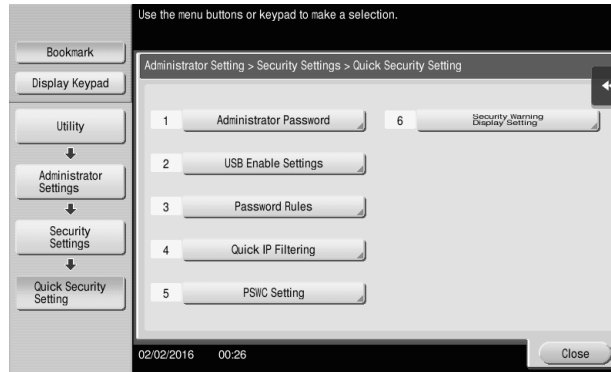 Use the menu buttons or keypad to make a selection.
Bookmark
Display Keypad
Utility
Administrator
Settings
Security
Settings
Quick Security
Setting
Administrator Setting > Security Settings > Quick Security Setting
1 Administrator Password
2 USB Enable Settings
3 Password Rules
4 Quick IP Filtering
5 PSWC Setting
6 Security Warning
Display Setting
02/02/2016 00:26
Close